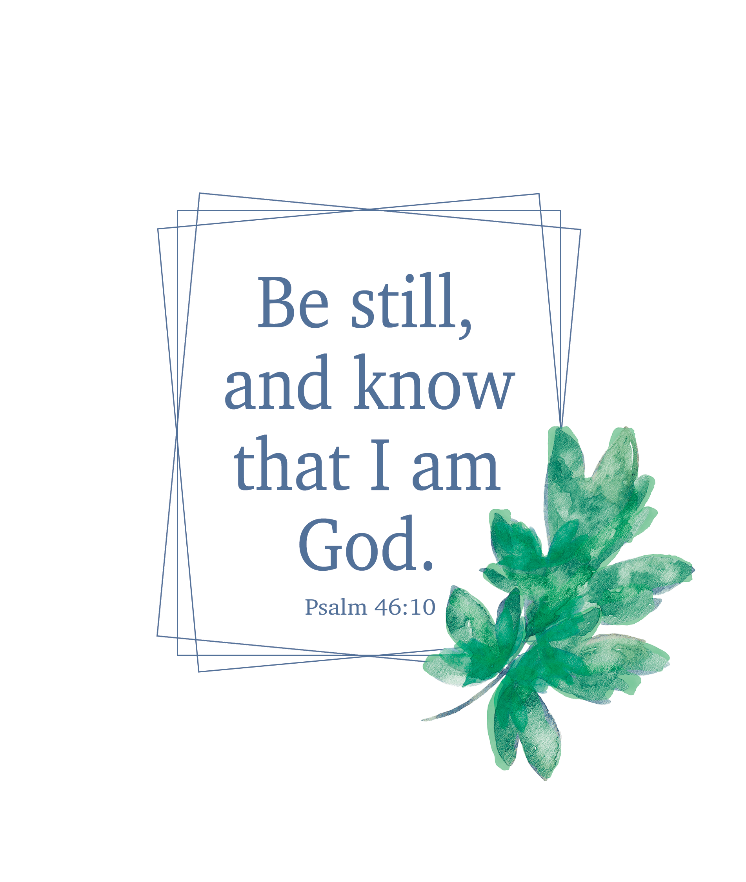 Be still,
and know
that I am
God.
Psalm 46:10